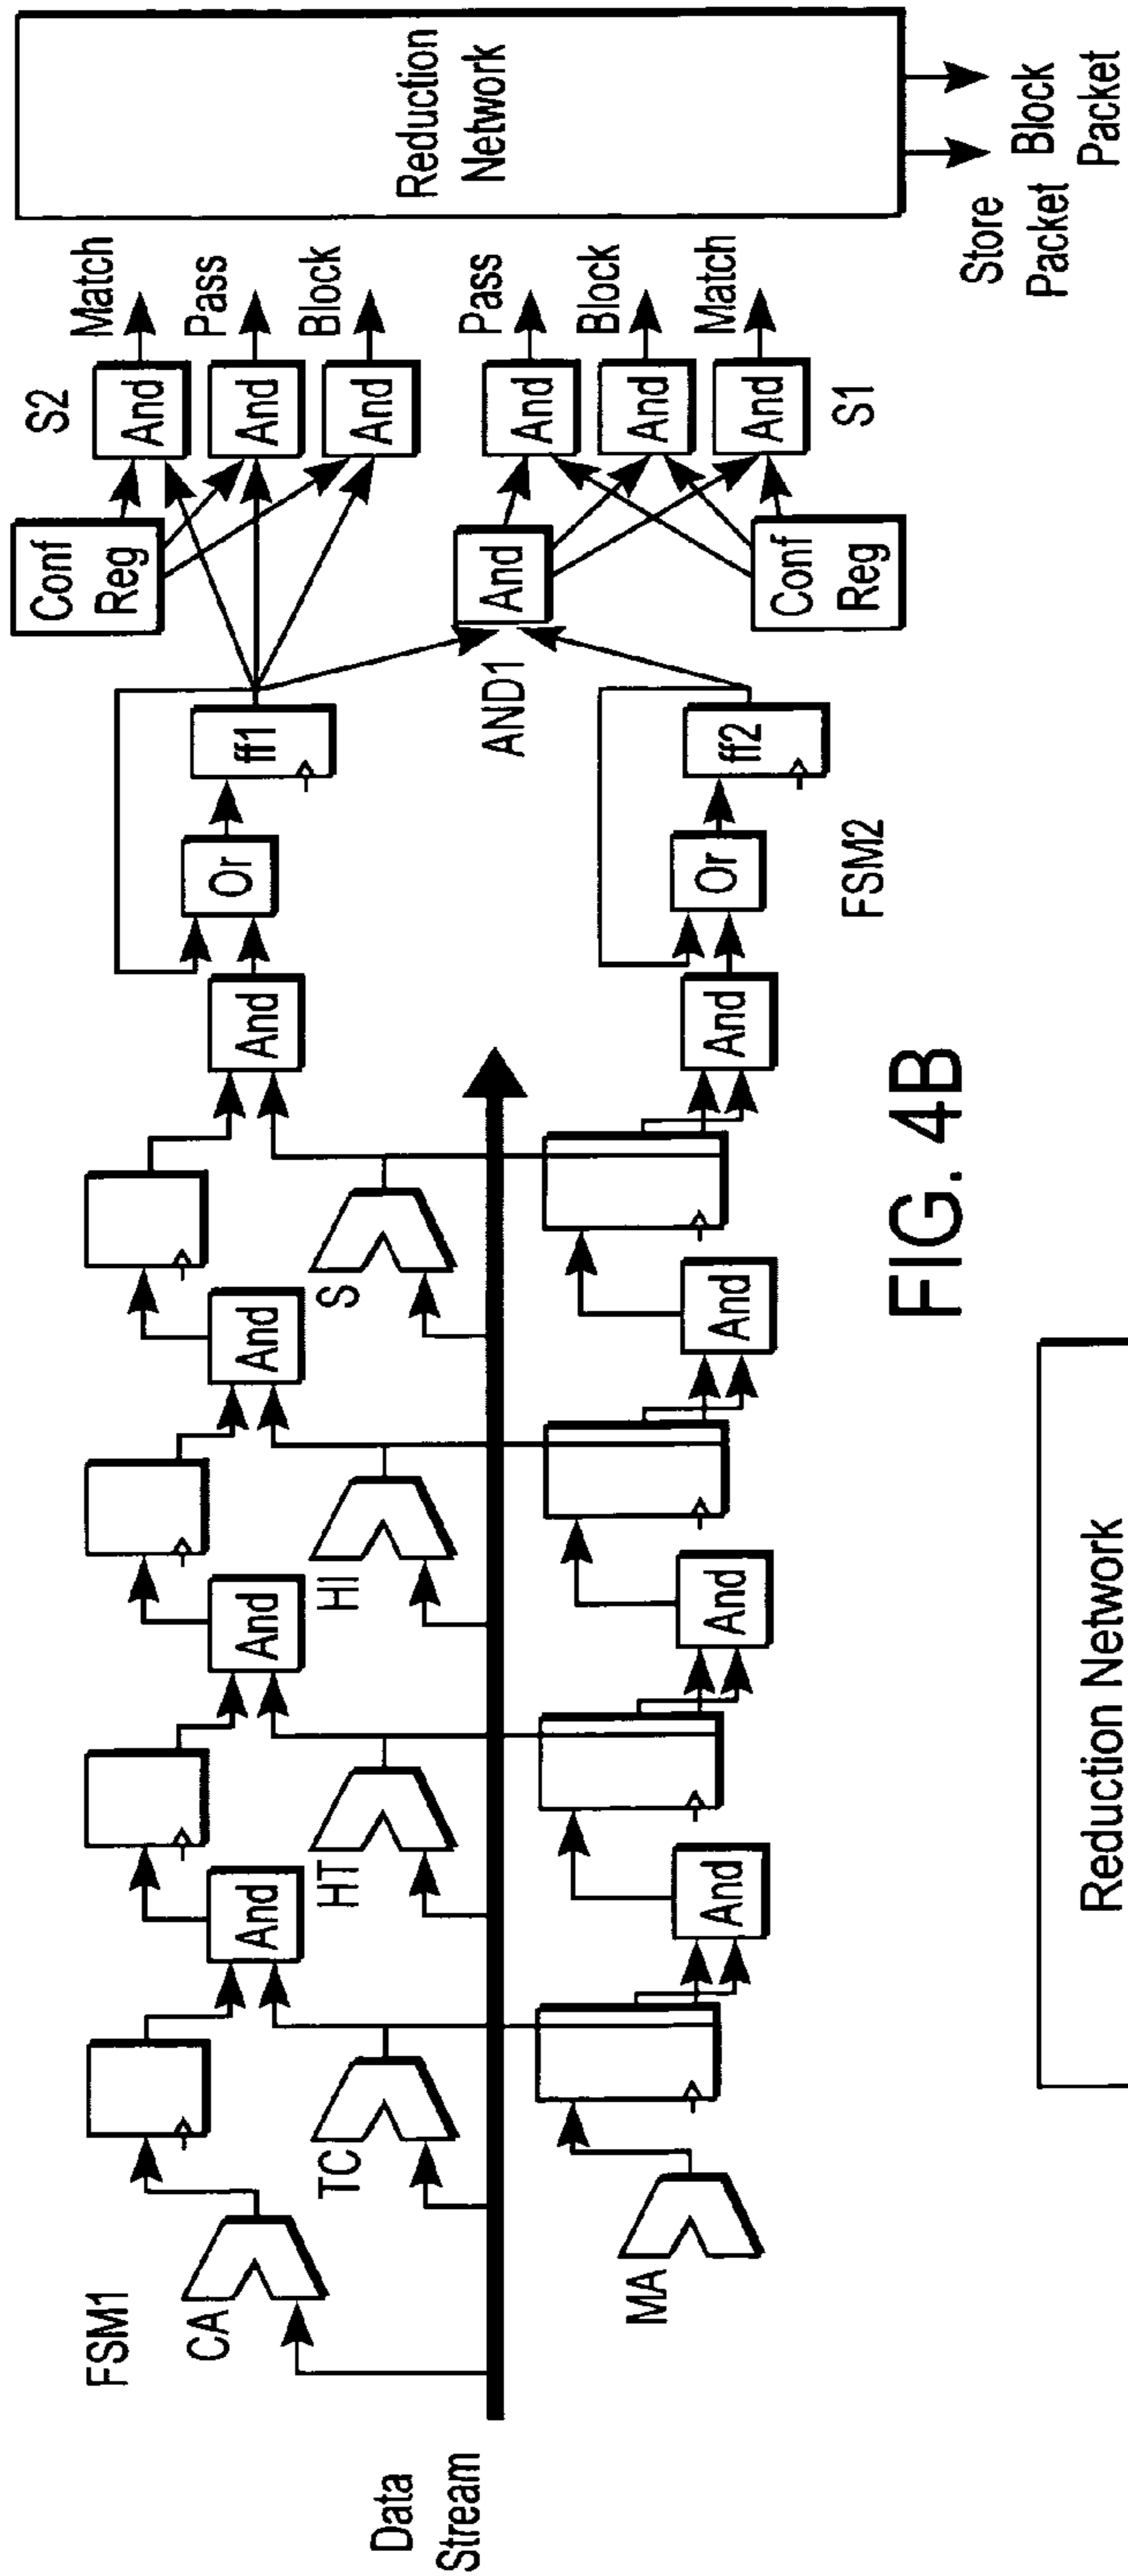 Data
Stream
FSM1
CA
And
TC
And
HT
And
HI
And
S
MA
And
And
And
And
Or
ff1
Or
ff2
FSM2
AND1
And
Conf
Reg
Conf
Reg
S2
And
And
And
Match
Pass
Block
And
And
And
S1
Pass
Block
Match
Reduction
Network
Store
Packet
Block
Packet
FIG. 4B
Reduction Network